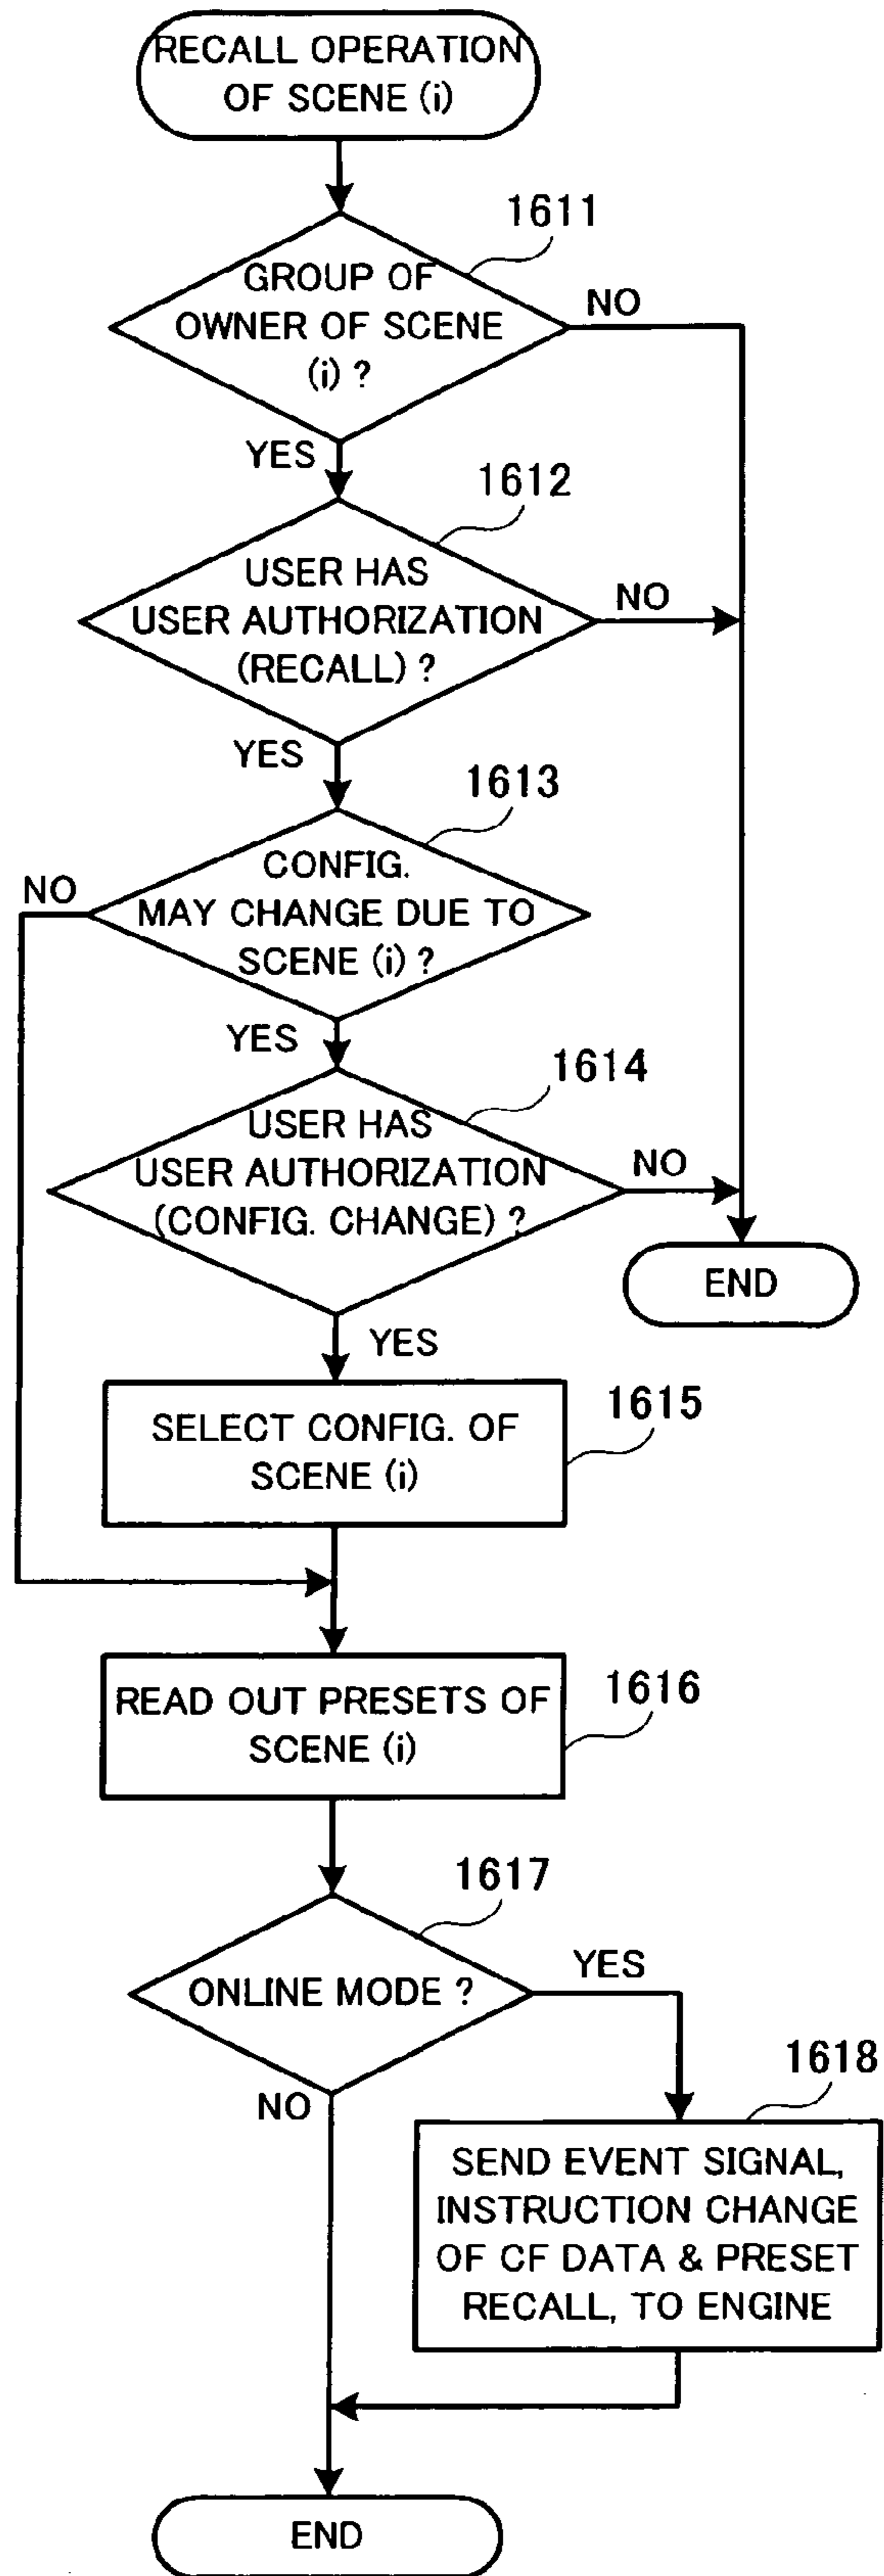 RECALL OPERATION
OF SCENE (i)
1611
GROUP OF
OWNER OF SCENE
(i) ?
NO
YES
1612
USER HAS
USER AUTHORIZATION
(RECALL) ?
NO
YES
1613
CONFIG.
MAY CHANGE DUE TO
SCENE (i) ?
NO
YES
1614
USER HAS
USER AUTHORIZATION
(CONFIG. CHANGE) ?
NO
END
YES
1615
SELECT CONFIG. OF
SCENE (i)
1616
READ OUT PRESETS OF
SCENE (i)
1617
ONLINE MODE ?
YES
NO
1618
SEND EVENT SIGNAL,
INSTRUCTION CHANGE
OF CF DATA & PRESET
RECALL, TO ENGINE
END